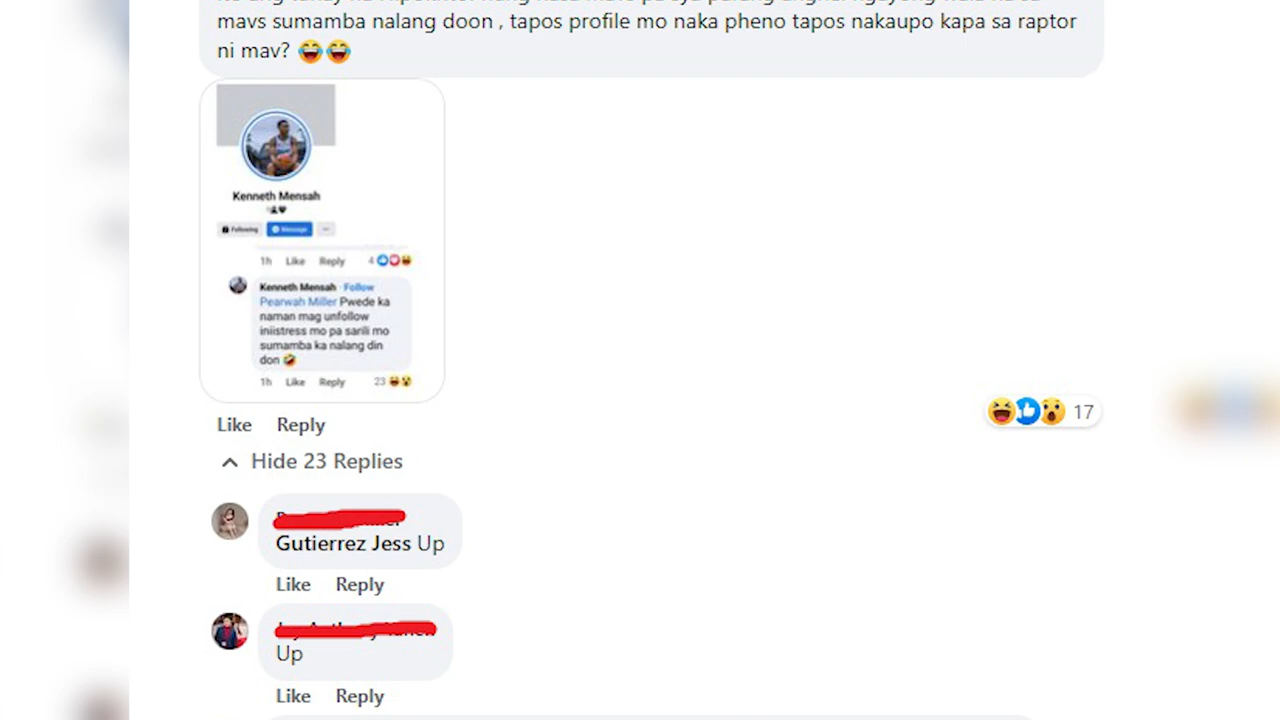 mavs sumamba nalang doon , tapos profile mo naka pheno tapos nakaupo kapa sa raptor
ni mav? 😂😂
Kenneth Mensah
Following Message ...
1h Like Reply 4
Kenneth Mensah · Follow
Pearwah Miller Pwede ka
naman mag unfollow
iniistress mo pa sarili mo
sumamba ka nalang din
don 🤣
1h Like Reply 23
Like Reply
17
Hide 23 Replies
Gutierrez Jess Up
Like Reply
Up
Like Reply